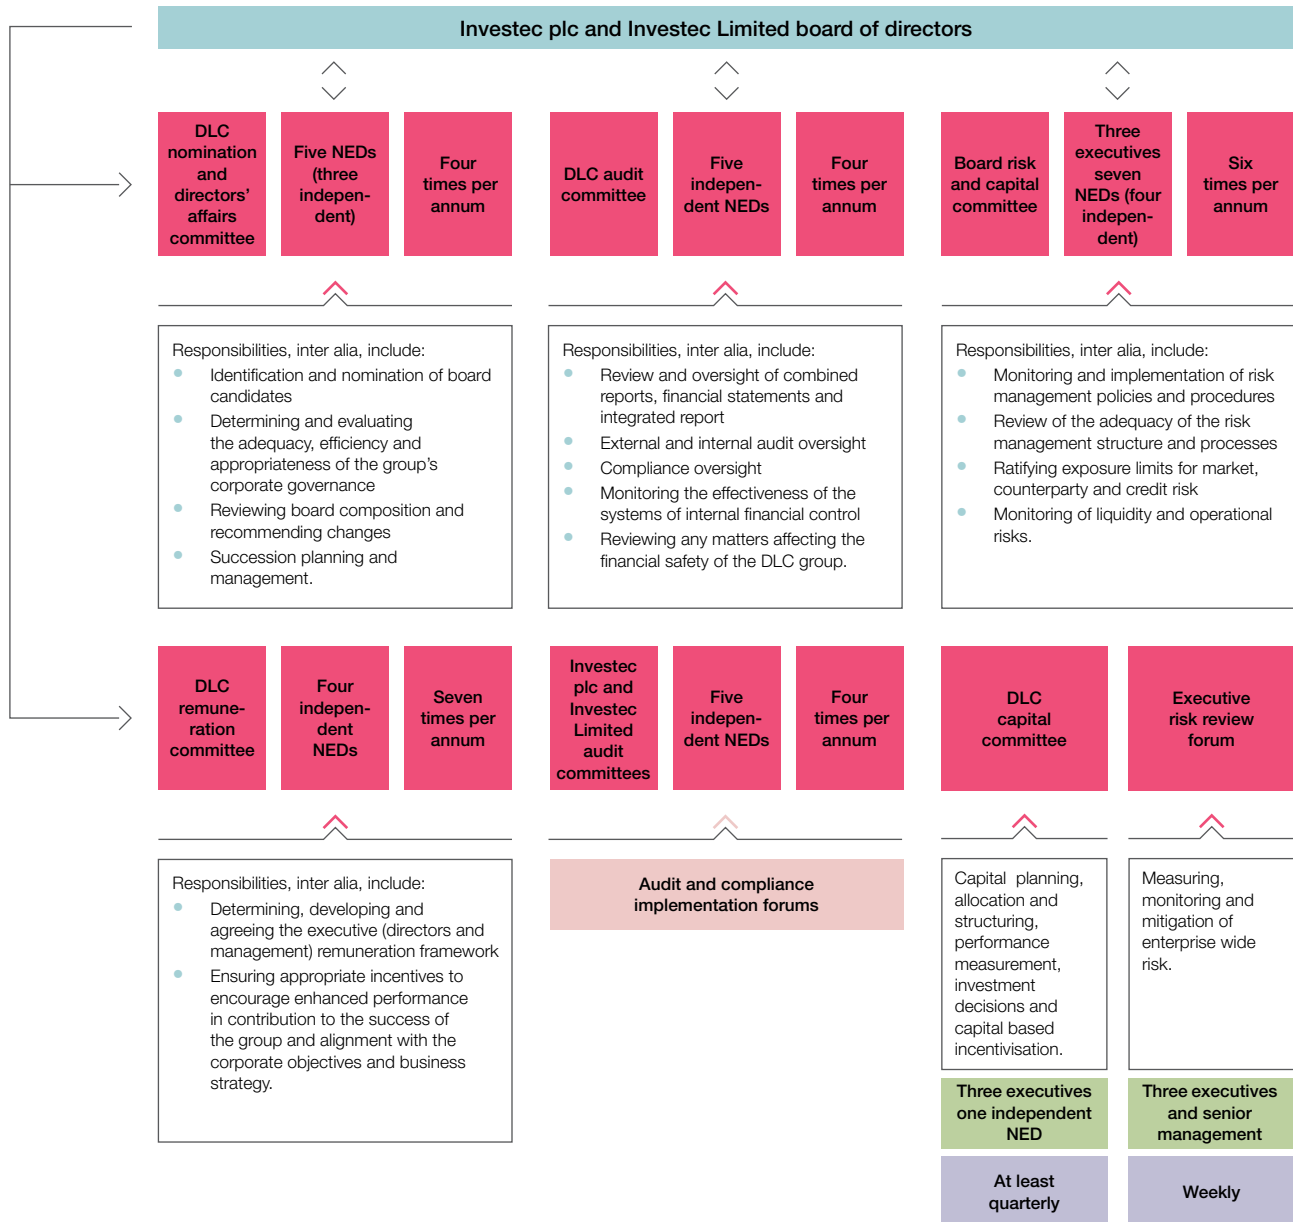 Investec plc and Investec Limited board of directors
DLC
nomination
and
directors'
affairs
committee
Five NEDs
(three
indepen-
dent)
Four
times per
annum
DLC audit
committee
Five
indepen-
dent NEDs
Four
times per
annum
Board risk
and capital
committee
Three
executives
seven
NEDs (four
indepen-
dent)
Six
times per
annum
Responsibilities, inter alia, include:
• Identification and nomination of board
candidates
• Determining and evaluating
the adequacy, efficiency and
appropriateness of the group's
corporate governance
• Reviewing board composition and
recommending changes
• Succession planning and
management.
Responsibilities, inter alia, include:
• Review and oversight of combined
reports, financial statements and
integrated report
• External and internal audit oversight
• Compliance oversight
• Monitoring the effectiveness of the
systems of internal financial control
• Reviewing any matters affecting the
financial safety of the DLC group.
Responsibilities, inter alia, include:
• Monitoring and implementation of risk
management policies and procedures
• Review of the adequacy of the risk
management structure and processes
• Ratifying exposure limits for market,
counterparty and credit risk
• Monitoring of liquidity and operational
risks.
DLC
remune-
ration
committee
Four
indepen-
dent
NEDs
Seven
times per
annum
Investec
plc and
Investec
Limited
audit
committees
Five
indepen-
dent NEDs
Four
times per
annum
DLC
capital
committee
Executive
risk review
forum
Responsibilities, inter alia, include:
• Determining, developing and
agreeing the executive (directors and
management) remuneration framework
• Ensuring appropriate incentives to
encourage enhanced performance
in contribution to the success of
the group and alignment with the
corporate objectives and business
strategy.
Audit and compliance
implementation forums
Capital planning,
allocation and
structuring,
performance
measurement,
investment
decisions and
capital based
incentivisation.
Measuring,
monitoring and
mitigation of
enterprise wide
risk.
Three executives
one independent
NED
Three executives
and senior
management
At least
quarterly
Weekly